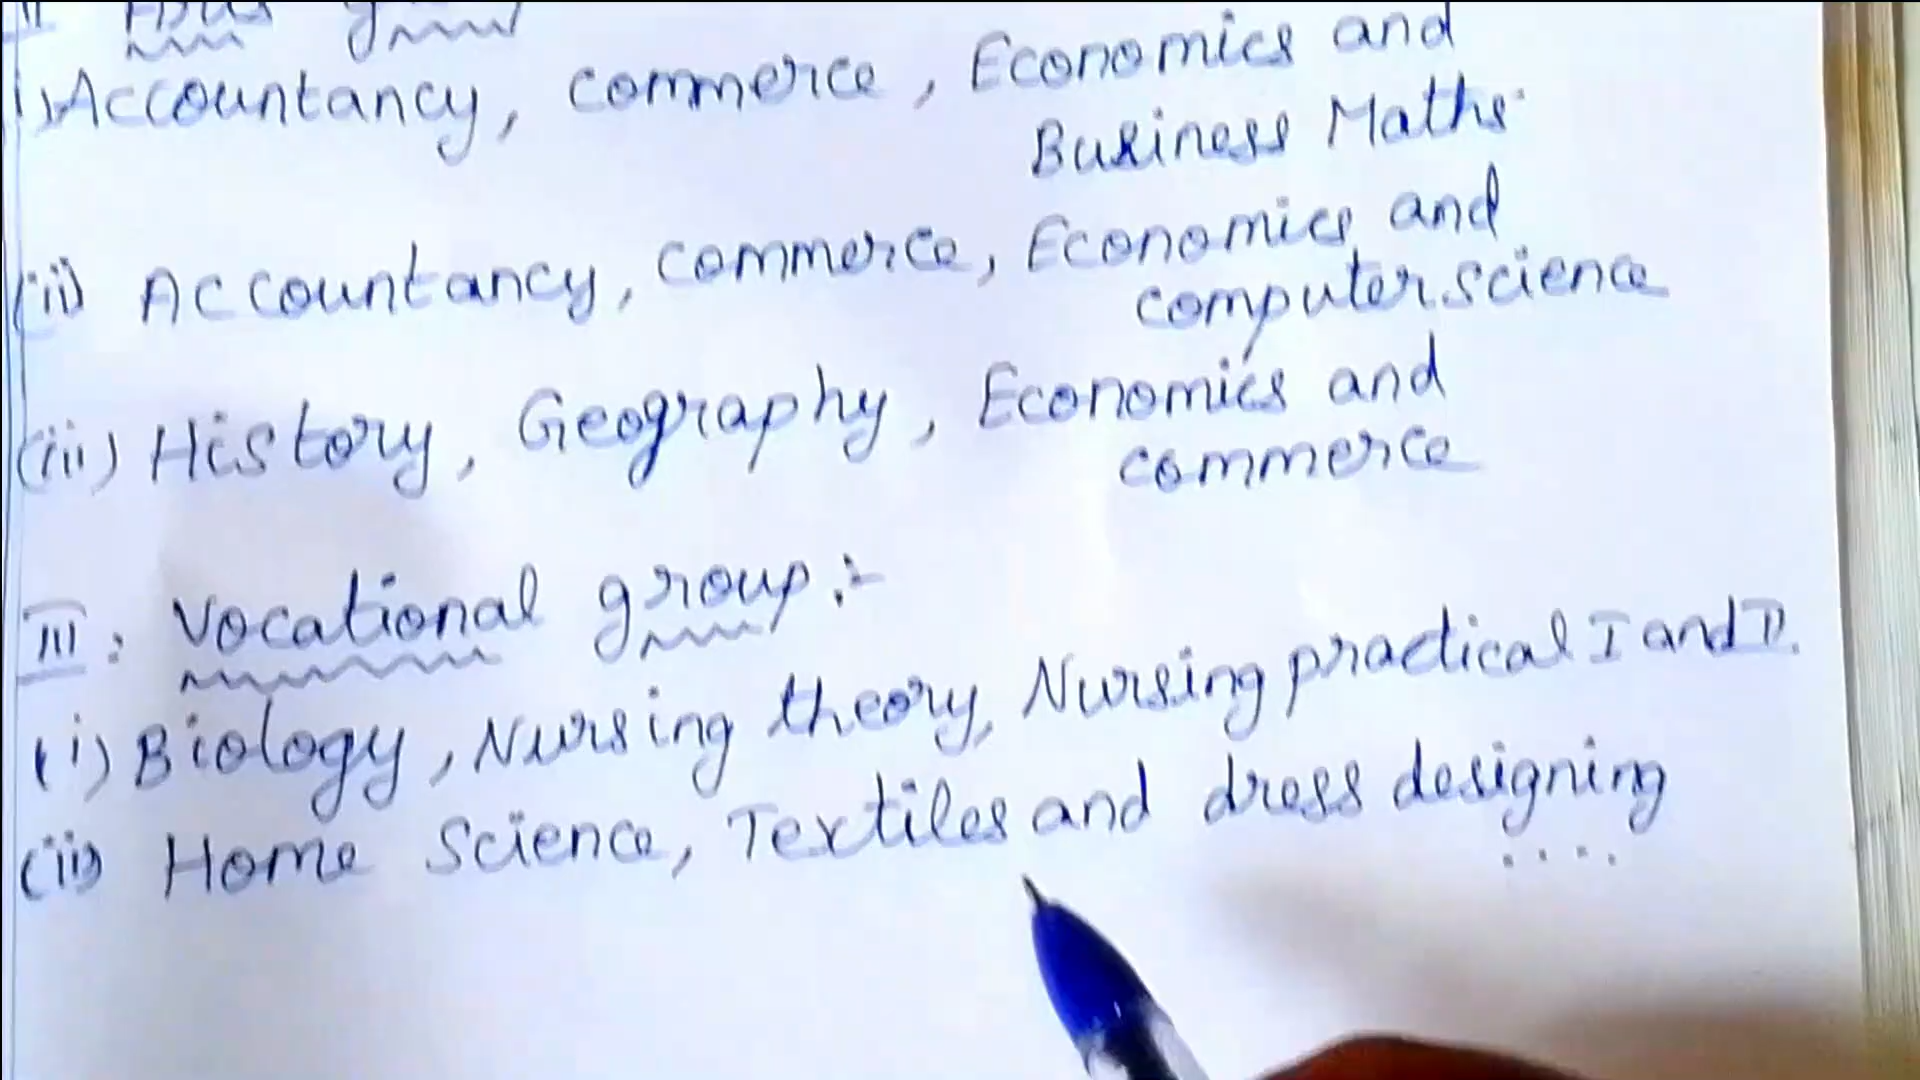 i) Accountancy, commerce, Economics and
Business Maths.
(ii) Accountancy, commerce, Economics and
computer science
(iii) History, Geography, Economics and
commerce
III. Vocational group :-
(i) Biology, Nursing theory, Nursing practical I and II.
(ii) Home Science, Textiles and dress designing
....